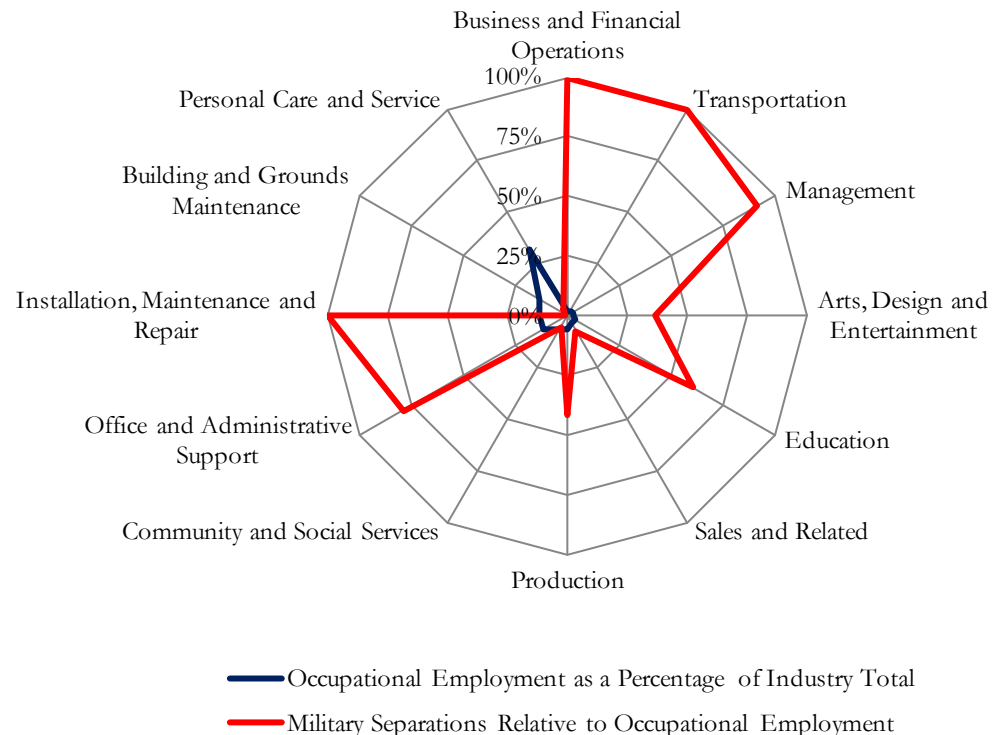 Business and Financial
Operations
100%
Personal Care and Service
Transportation
75%
Building and Grounds
Maintenance
Management
50%
25%
Installation, Maintenance and
Repair
0%
Arts, Design and
Entertainment
Office and Administrative
Support
Education
Community and Social Services
Sales and Related
Production
Occupational Employment as a Percentage of Industry Total
Military Separations Relative to Occupational Employment